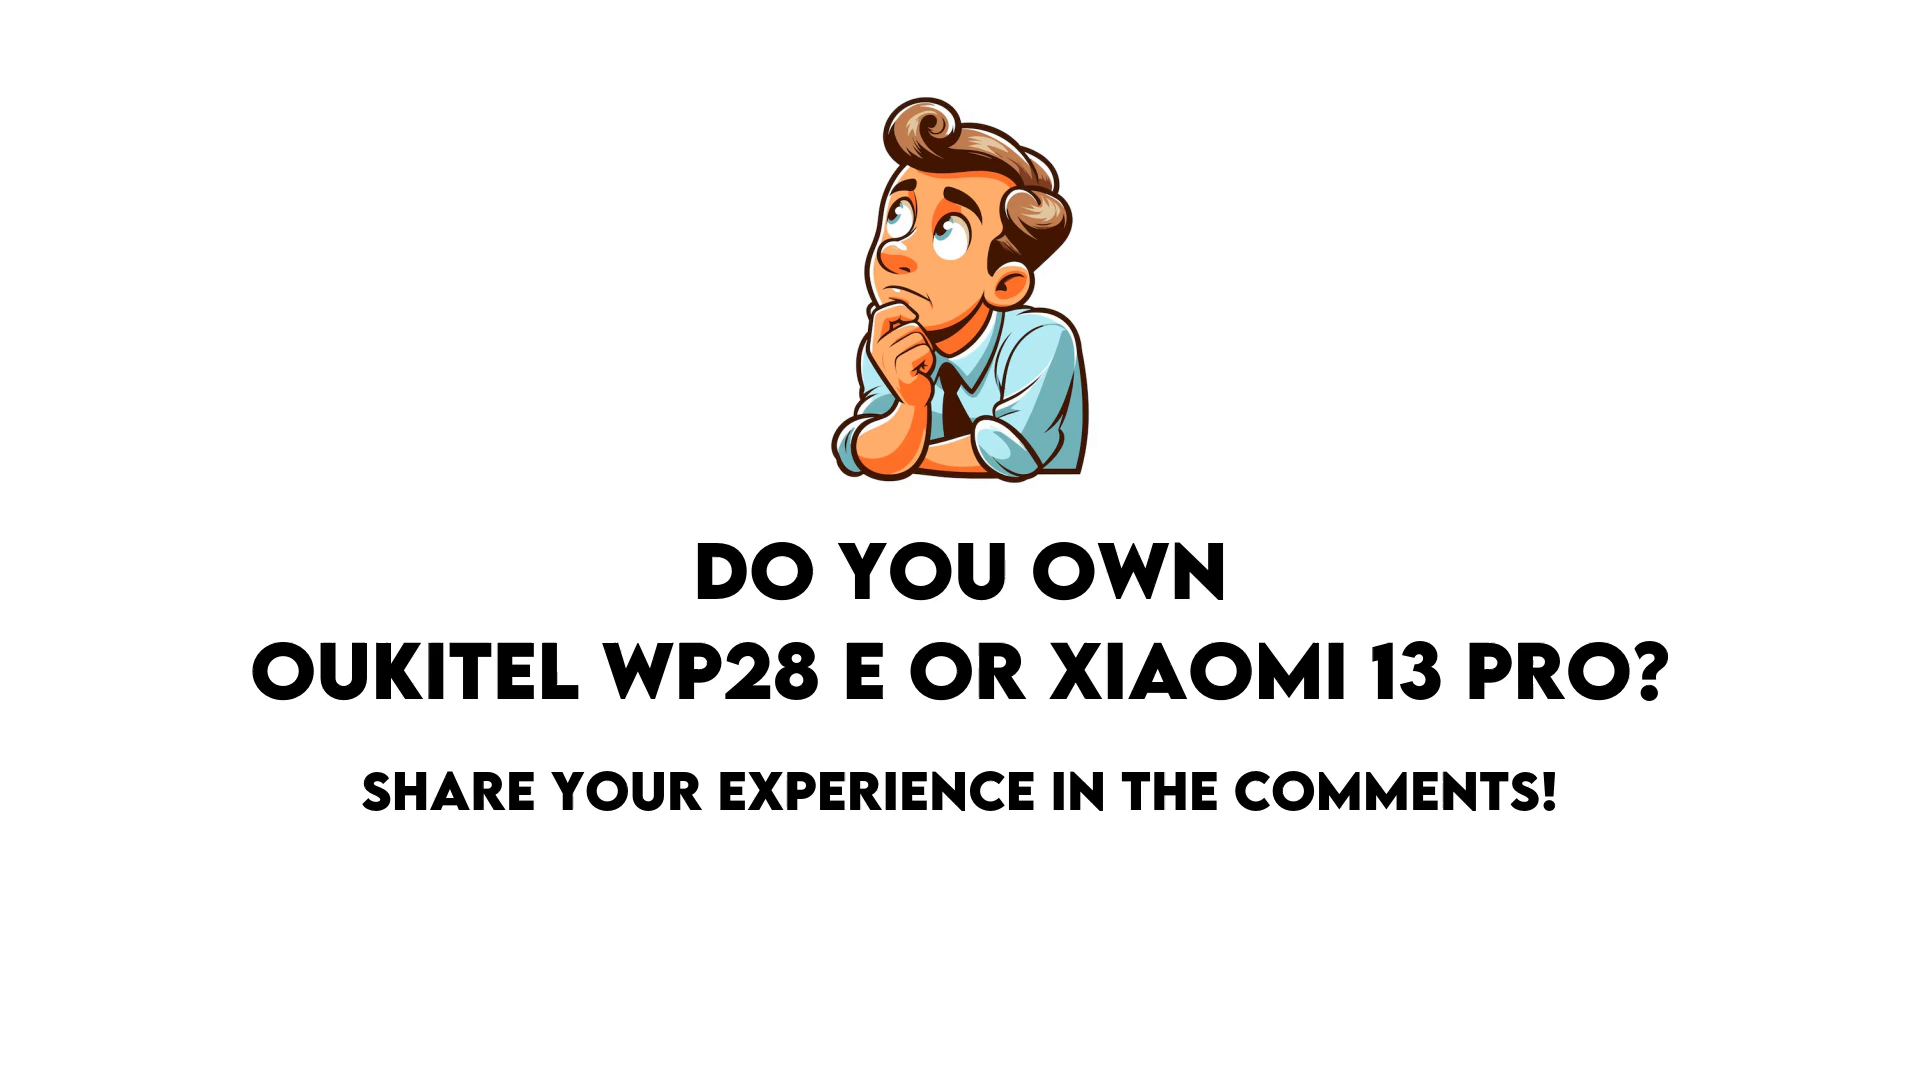 DO YOU OWN
OUKITEL WP28 E OR XIAOMI 13 PRO?
SHARE YOUR EXPERIENCE IN THE COMMENTS!